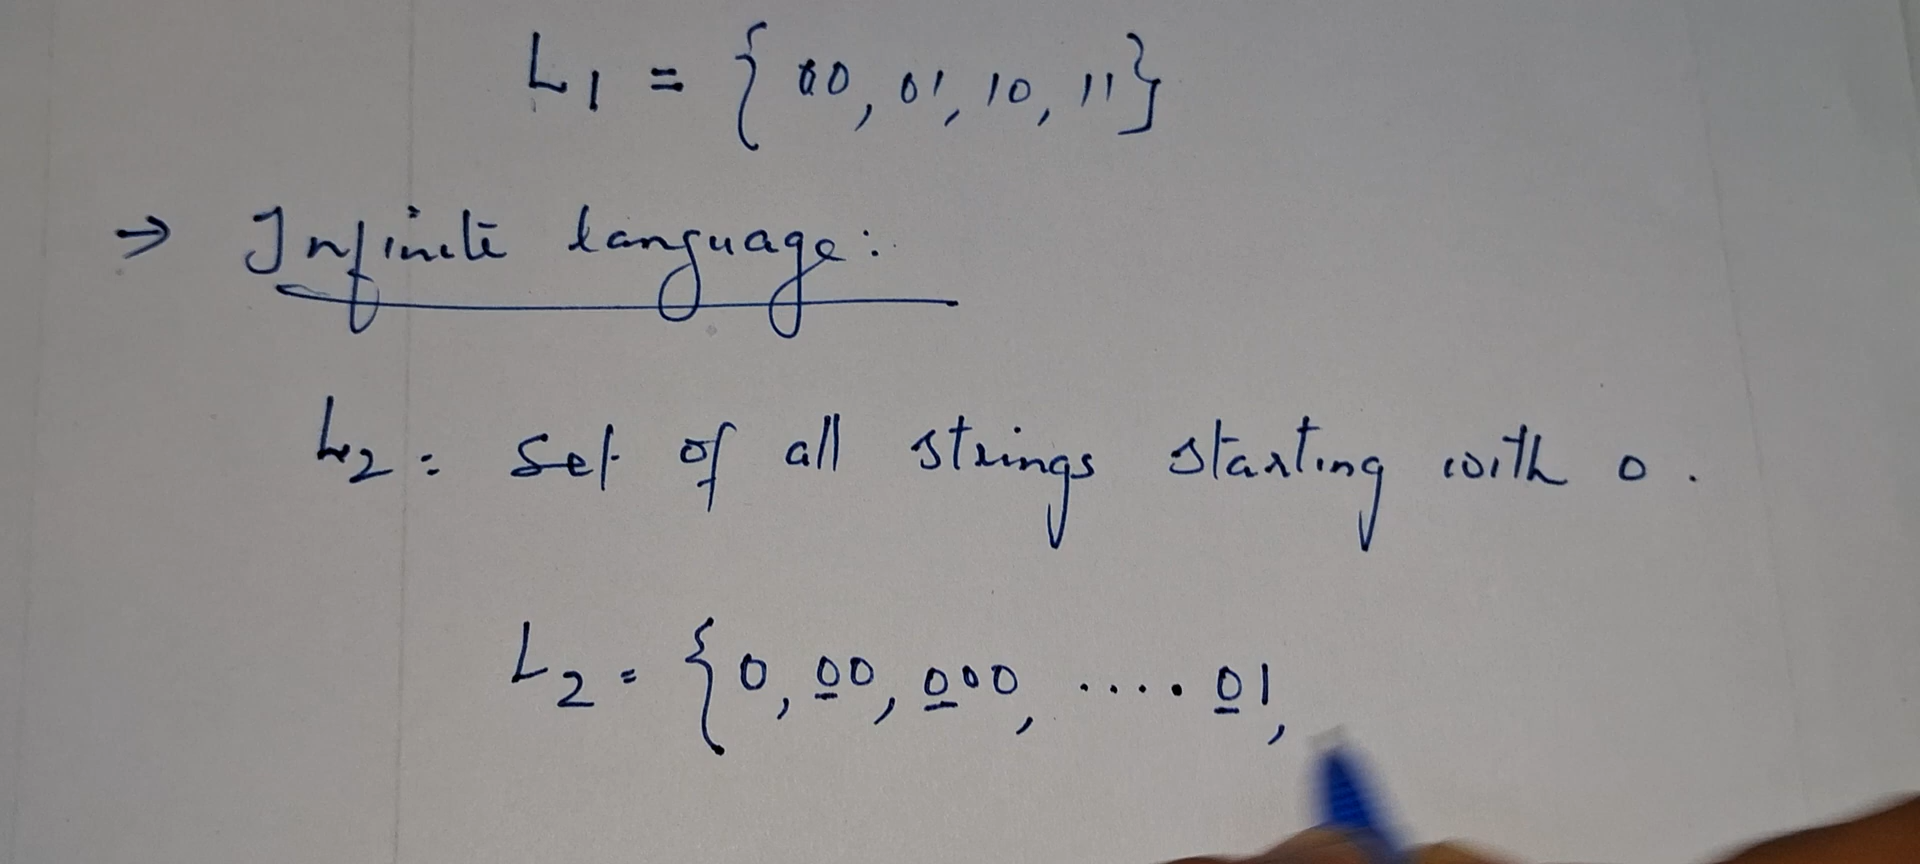 L1 = { 00, 01, 10, 11}
→ Infinite language:
L2 = Set of all strings starting with 0.
L2 = {0, 00, 000, .... 01,